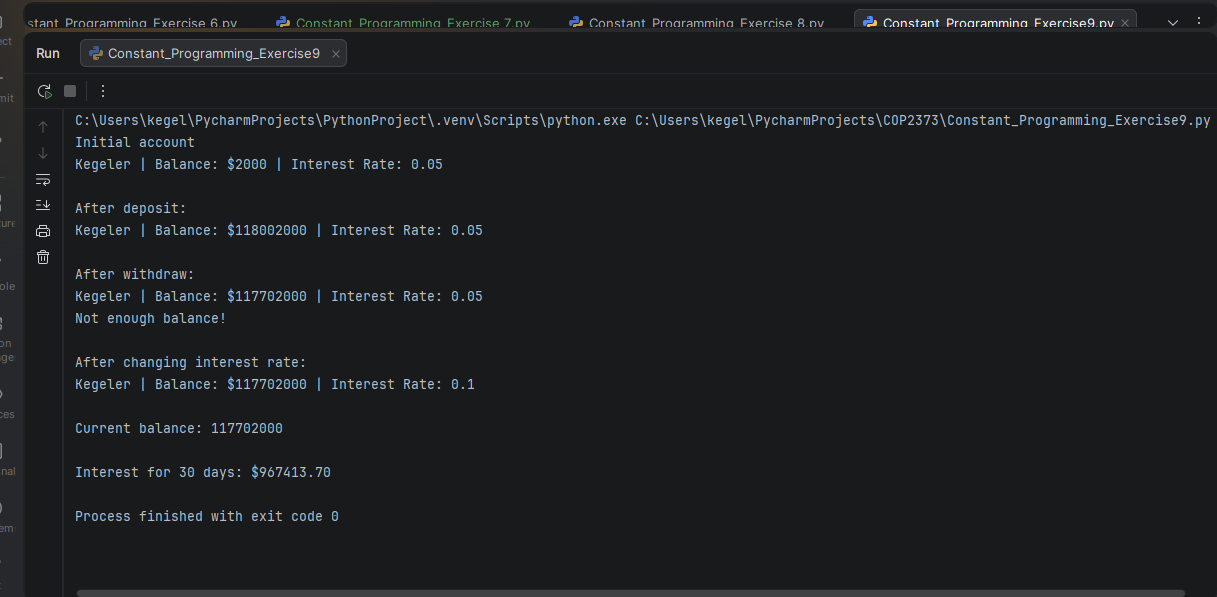 stant_Programming_Exercise 6.py Constant_Programming_Exercise 7.py Constant_Programming_Exercise 8.py Constant_Programming_Exercise9.py
Run Constant_Programming_Exercise9
C:\Users\kegel\PycharmProjects\PythonProject\.venv\Scripts\python.exe C:\Users\kegel\PycharmProjects\COP2373\Constant_Programming_Exercise9.py
Initial account
Kegeler | Balance: $2000 | Interest Rate: 0.05
After deposit:
Kegeler | Balance: $118002000 | Interest Rate: 0.05
After withdraw:
Kegeler | Balance: $117702000 | Interest Rate: 0.05
Not enough balance!
After changing interest rate:
Kegeler | Balance: $117702000 | Interest Rate: 0.1
Current balance: 117702000
Interest for 30 days: $967413.70
Process finished with exit code 0